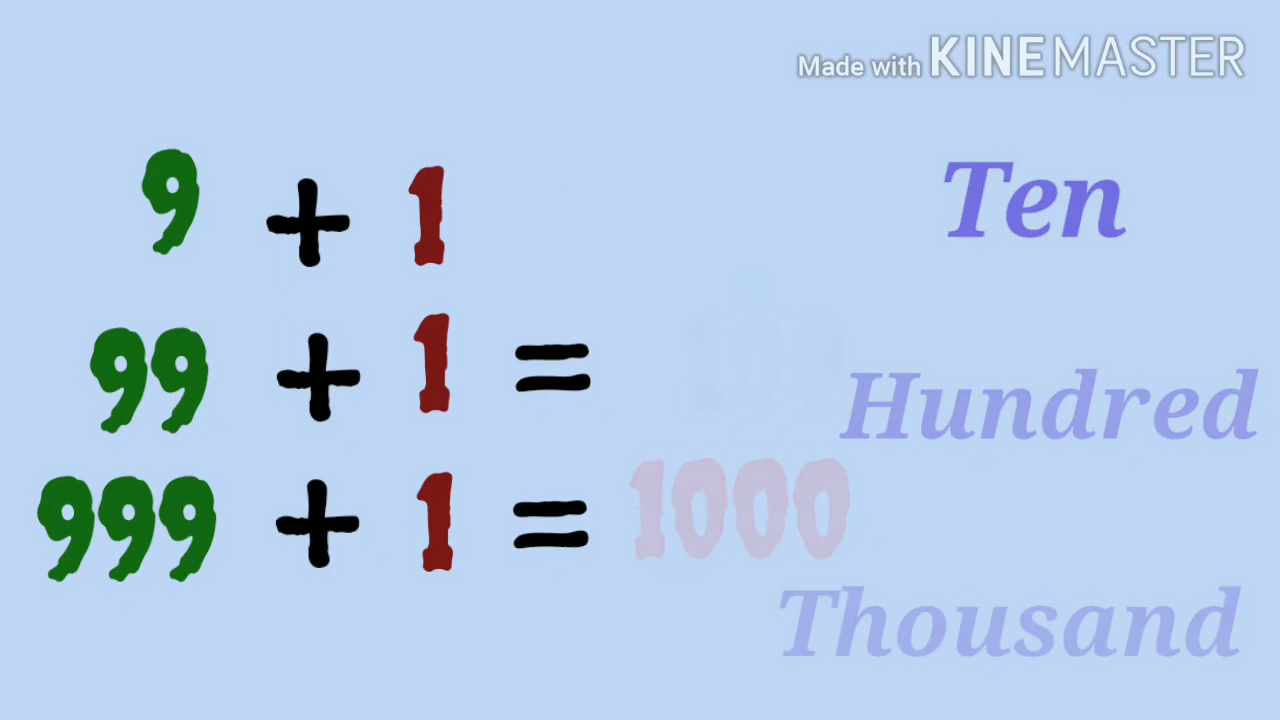 Made with KINEMASTER
9 + 1
Ten
99 + 1 = 100
Hundred
999 + 1 = 1000
Thousand